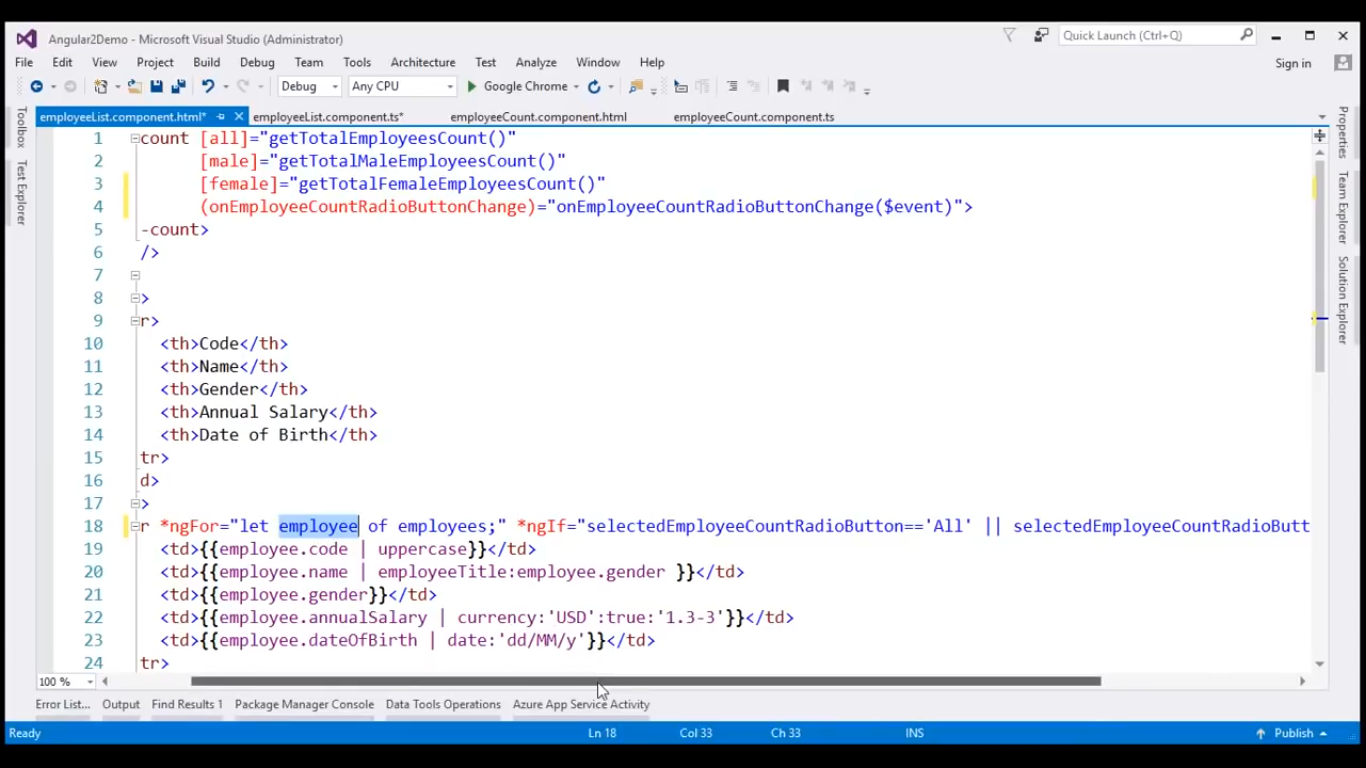 Angular2Demo - Microsoft Visual Studio (Administrator)
Quick Launch (Ctrl+Q)
File Edit View Project Build Debug Team Tools Architecture Test Analyze Window Help
Sign in
Debug Any CPU Google Chrome
employeeList.component.html* employeeList.component.ts* employeeCount.component.html employeeCount.component.ts
Toolbox
Test Explorer
Properties
Team Explorer
Solution Explorer
1 count [all]="getTotalEmployeesCount()"
2 [male]="getTotalMaleEmployeesCount()"
3 [female]="getTotalFemaleEmployeesCount()"
4 (onEmployeeCountRadioButtonChange)="onEmployeeCountRadioButtonChange($event)">
5 -count>
6 />
7
8 >
9 r>
10 <th>Code</th>
11 <th>Name</th>
12 <th>Gender</th>
13 <th>Annual Salary</th>
14 <th>Date of Birth</th>
15 tr>
16 d>
17 >
18 r *ngFor="let employee of employees;" *ngIf="selectedEmployeeCountRadioButton=='All' || selectedEmployeeCountRadioButt
19 <td>{{employee.code | uppercase}}</td>
20 <td>{{employee.name | employeeTitle:employee.gender }}</td>
21 <td>{{employee.gender}}</td>
22 <td>{{employee.annualSalary | currency:'USD':true:'1.3-3'}}</td>
23 <td>{{employee.dateOfBirth | date:'dd/MM/y'}}</td>
24 tr>
100 %
Error List... Output Find Results 1 Package Manager Console Data Tools Operations Azure App Service Activity
Ready Ln 18 Col 33 Ch 33 INS Publish